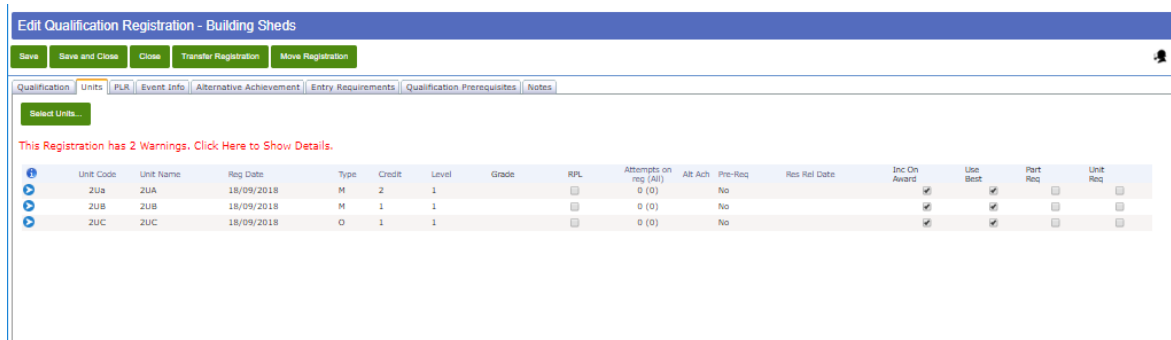 Edit Qualification Registration - Building Sheds
Save Save and Close Close Transfer Registration Move Registration
Qualification Units PLR Event Info Alternative Achievement Entry Requirements Qualification Prerequisites Notes
Select Units...
This Registration has 2 Warnings. Click Here to Show Details.
Unit Code Unit Name Reg Date Type Credit Level Grade RPL Attempts on reg (All) Alt Ach Pre-Req Res Rel Date Inc On Award Use Best Part Req Unit Req
2Ua 2UA 18/09/2018 M 2 1 0 (0) No
2UB 2UB 18/09/2018 M 1 1 0 (0) No
2UC 2UC 18/09/2018 O 1 1 0 (0) No